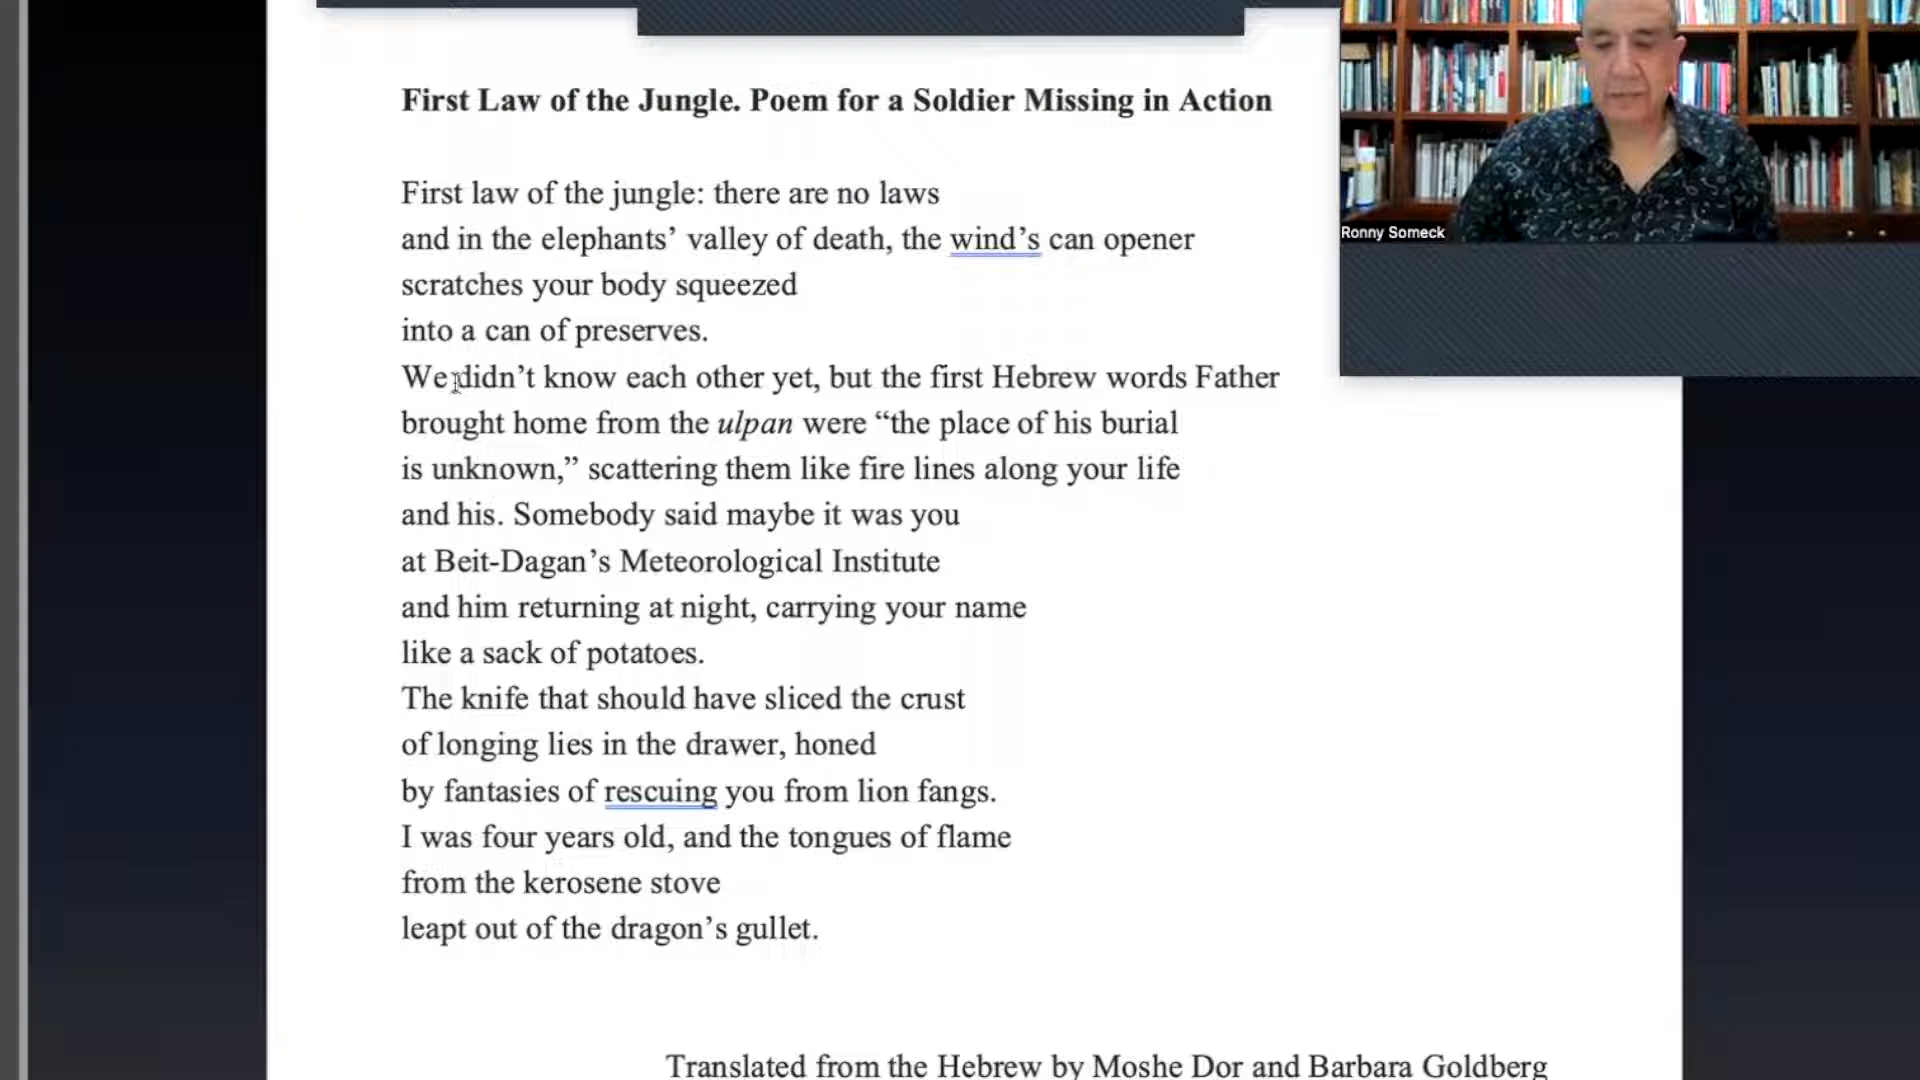 First Law of the Jungle. Poem for a Soldier Missing in Action
Ronny Someck
First law of the jungle: there are no laws
and in the elephants’ valley of death, the wind’s can opener
scratches your body squeezed
into a can of preserves.
We didn’t know each other yet, but the first Hebrew words Father
brought home from the ulpan were “the place of his burial
is unknown,” scattering them like fire lines along your life
and his. Somebody said maybe it was you
at Beit-Dagan’s Meteorological Institute
and him returning at night, carrying your name
like a sack of potatoes.
The knife that should have sliced the crust
of longing lies in the drawer, honed
by fantasies of rescuing you from lion fangs.
I was four years old, and the tongues of flame
from the kerosene stove
leapt out of the dragon’s gullet.
Translated from the Hebrew by Moshe Dor and Barbara Goldberg